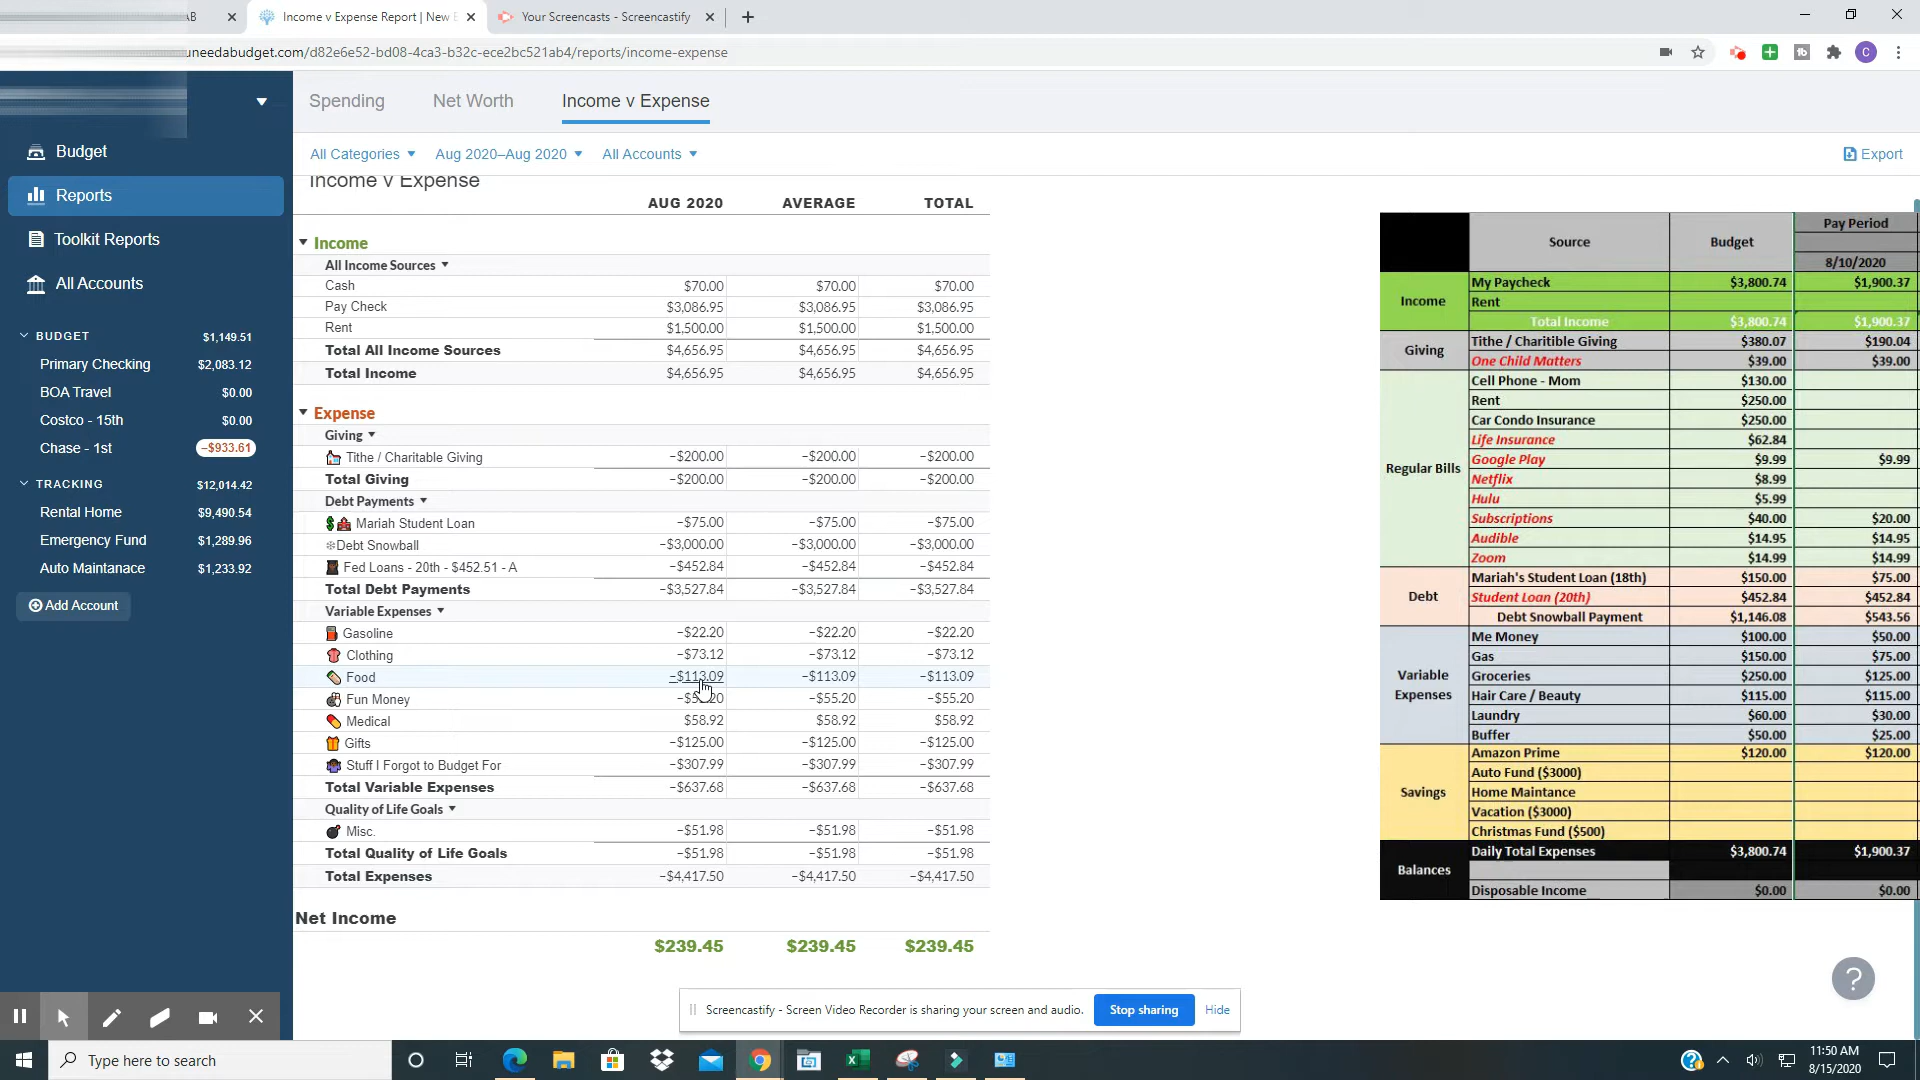 AB
Income v Expense Report | New B
Your Screencasts - Screencastify
uneedabudget.com/d82e6e52-bd08-4ca3-b32c-ece2bc521ab4/reports/income-expense
C
Budget
Reports
Toolkit Reports
All Accounts
BUDGET $1,149.51
Primary Checking $2,083.12
BOA Travel $0.00
Costco - 15th $0.00
Chase - 1st −$933.61
TRACKING $12,014.42
Rental Home $9,490.54
Emergency Fund $1,289.96
Auto Maintanace $1,233.92
Add Account
Spending Net Worth Income v Expense
All Categories Aug 2020–Aug 2020 All Accounts Export
Income v Expense
AUG 2020 AVERAGE TOTAL
Income
All Income Sources
Cash $70.00 $70.00 $70.00
Pay Check $3,086.95 $3,086.95 $3,086.95
Rent $1,500.00 $1,500.00 $1,500.00
Total All Income Sources $4,656.95 $4,656.95 $4,656.95
Total Income $4,656.95 $4,656.95 $4,656.95
Expense
Giving
Tithe / Charitable Giving −$200.00 −$200.00 −$200.00
Total Giving −$200.00 −$200.00 −$200.00
Debt Payments
Mariah Student Loan −$75.00 −$75.00 −$75.00
Debt Snowball −$3,000.00 −$3,000.00 −$3,000.00
Fed Loans - 20th - $452.51 - A −$452.84 −$452.84 −$452.84
Total Debt Payments −$3,527.84 −$3,527.84 −$3,527.84
Variable Expenses
Gasoline −$22.20 −$22.20 −$22.20
Clothing −$73.12 −$73.12 −$73.12
Food −$113.09 −$113.09 −$113.09
Fun Money −$55.20 −$55.20 −$55.20
Medical $58.92 $58.92 $58.92
Gifts −$125.00 −$125.00 −$125.00
Stuff I Forgot to Budget For −$307.99 −$307.99 −$307.99
Total Variable Expenses −$637.68 −$637.68 −$637.68
Quality of Life Goals
Misc. −$51.98 −$51.98 −$51.98
Total Quality of Life Goals −$51.98 −$51.98 −$51.98
Total Expenses −$4,417.50 −$4,417.50 −$4,417.50
Net Income
$239.45 $239.45 $239.45
Source Budget Pay Period
8/10/2020
Income
My Paycheck $3,800.74 $1,900.37
Rent
Total Income $3,800.74 $1,900.37
Giving
Tithe / Charitible Giving $380.07 $190.04
One Child Matters $39.00 $39.00
Regular Bills
Cell Phone - Mom $130.00
Rent $250.00
Car Condo Insurance $250.00
Life Insurance $62.84
Google Play $9.99 $9.99
Netflix $8.99
Hulu $5.99
Subscriptions $40.00 $20.00
Audible $14.95 $14.95
Zoom $14.99 $14.99
Debt
Mariah's Student Loan (18th) $150.00 $75.00
Student Loan (20th) $452.84 $452.84
Debt Snowball Payment $1,146.08 $543.56
Variable Expenses
Me Money $100.00 $50.00
Gas $150.00 $75.00
Groceries $250.00 $125.00
Hair Care / Beauty $115.00 $115.00
Laundry $60.00 $30.00
Buffer $50.00 $25.00
Savings
Amazon Prime $120.00 $120.00
Auto Fund ($3000)
Home Maintance
Vacation ($3000)
Christmas Fund ($500)
Balances
Daily Total Expenses $3,800.74 $1,900.37
Disposable Income $0.00 $0.00
?
Screencastify - Screen Video Recorder is sharing your screen and audio. Stop sharing Hide
Type here to search
11:50 AM
8/15/2020